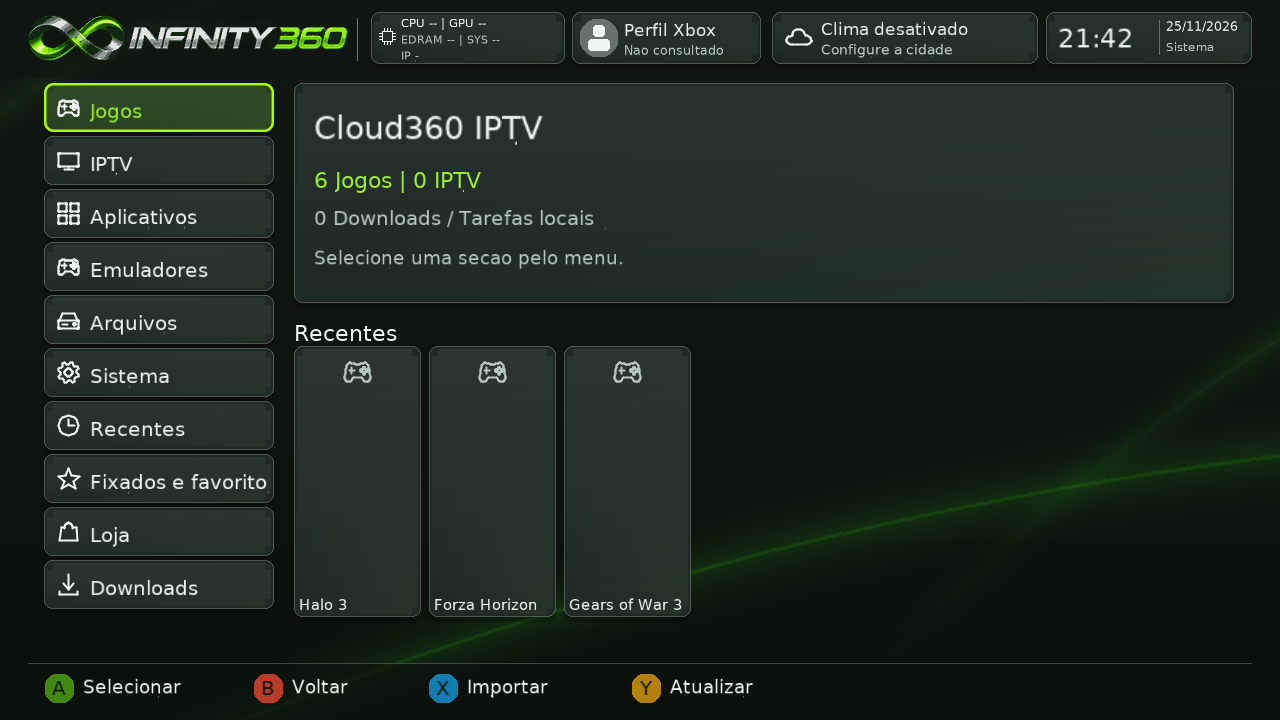 INFINITY 360
CPU -- | GPU --
EDRAM -- | SYS --
IP -
Perfil Xbox
Nao consultado
Clima desativado
Configure a cidade
21:42
25/11/2026
Sistema
Jogos
IPTV
Aplicativos
Emuladores
Arquivos
Sistema
Recentes
Fixados e favorito
Loja
Downloads
Cloud360 IPTV
6 Jogos | 0 IPTV
0 Downloads / Tarefas locais
Selecione uma secao pelo menu.
Recentes
Halo 3
Forza Horizon
Gears of War 3
A Selecionar
B Voltar
X Importar
Y Atualizar